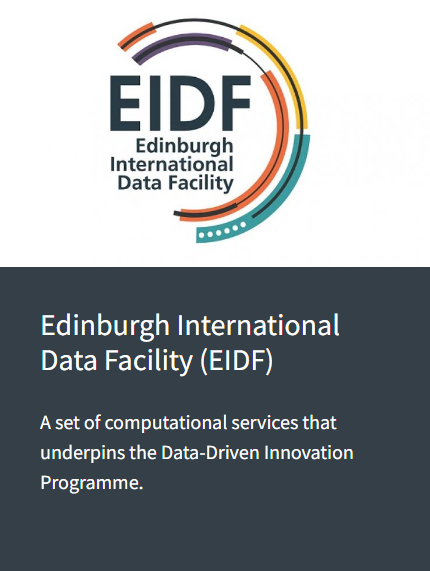 EIDF
Edinburgh
International
Data Facility
Edinburgh International
Data Facility (EIDF)
A set of computational services that
underpins the Data-Driven Innovation
Programme.